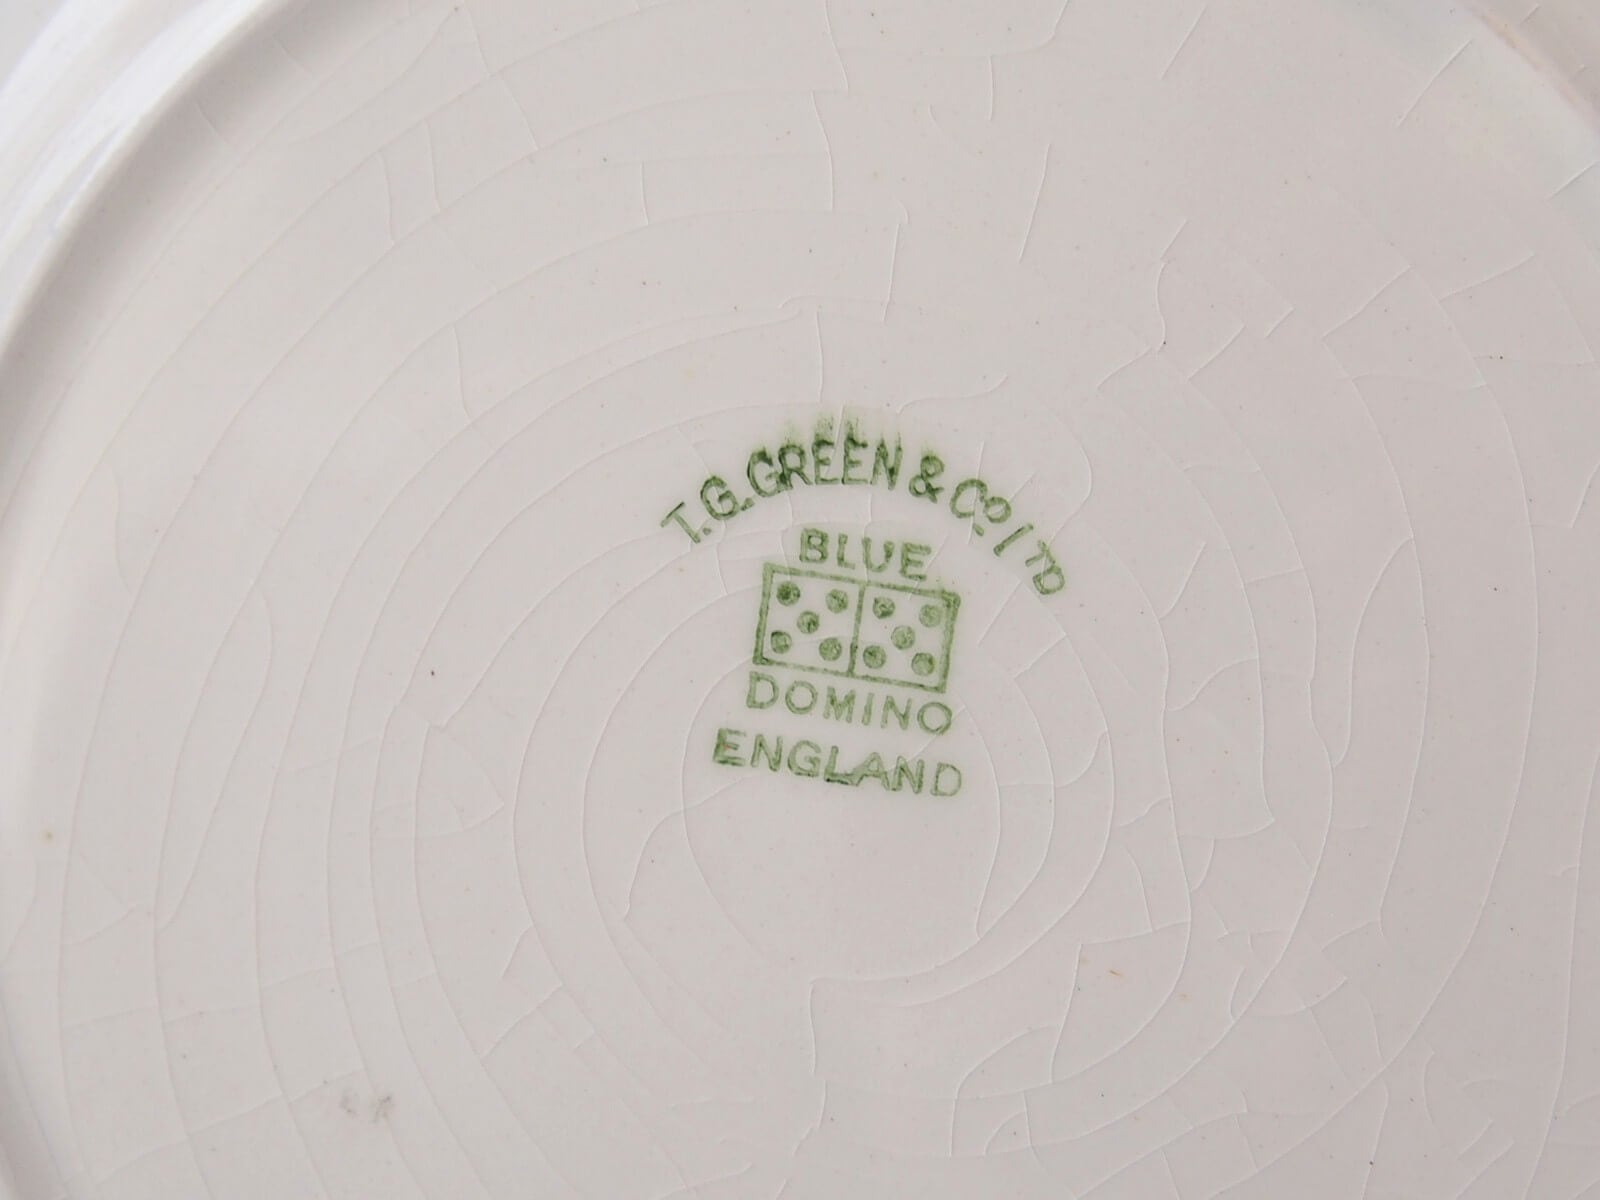 T.G. GREEN & Co. LTD
BLUE
DOMINO
ENGLAND